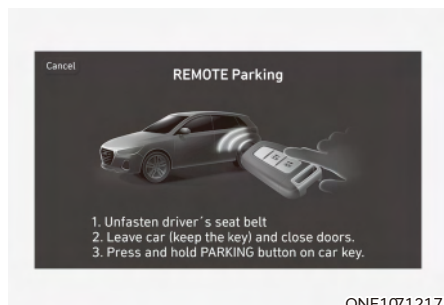 Cancel
REMOTE Parking
1. Unfasten driver´s seat belt
2. Leave car (keep the key) and close doors.
3. Press and hold PARKING button on car key.
ONE1071217